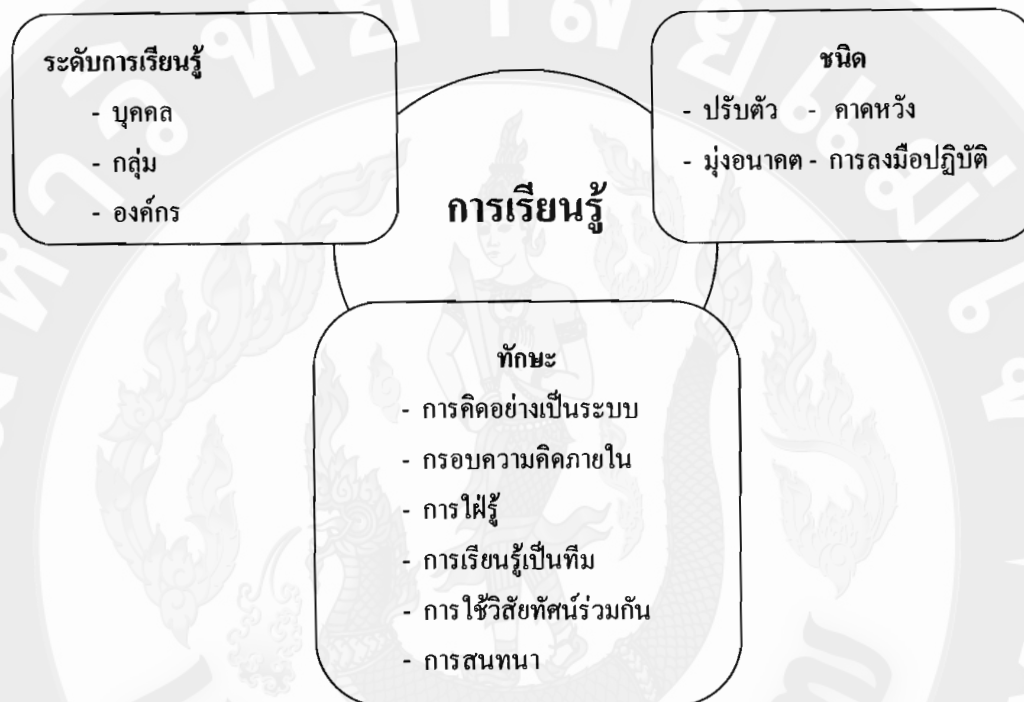 ระดับการเรียนรู้
- บุคคล
- กลุ่ม
- องค์กร
ชนิด
- ปรับตัว - คาดหวัง
- มุ่งอนาคต - การลงมือปฏิบัติ
การเรียนรู้
ทักษะ
- การคิดอย่างเป็นระบบ
- กรอบความคิดภายใน
- การใฝ่รู้
- การเรียนรู้เป็นทีม
- การใช้วิสัยทัศน์ร่วมกัน
- การสนทนา